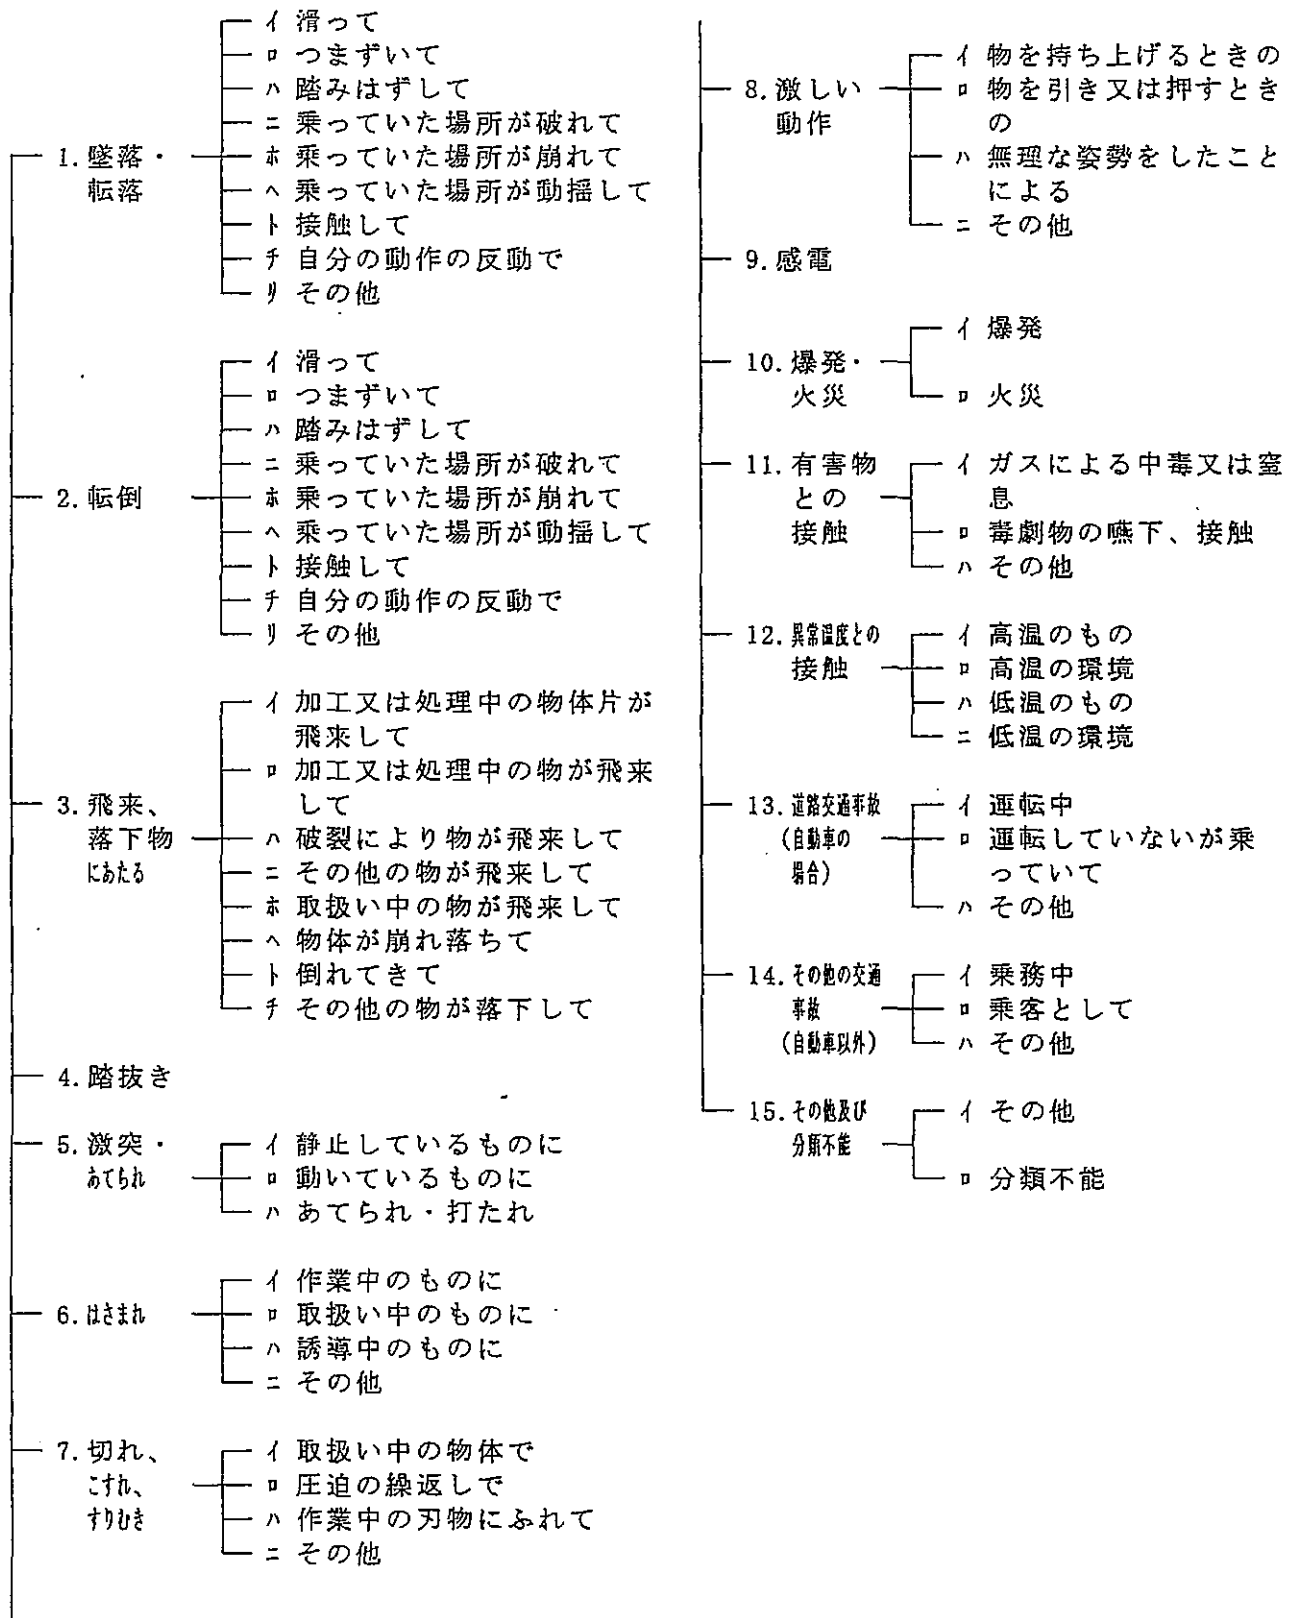 1.墜落・転落
イ 滑って
ロ つまずいて
ハ 踏みはずして
ニ 乗っていた場所が破れて
ホ 乗っていた場所が崩れて
ヘ 乗っていた場所が動揺して
ト 接触して
チ 自分の動作の反動で
リ その他
2.転倒
イ 滑って
ロ つまずいて
ハ 踏みはずして
ニ 乗っていた場所が破れて
ホ 乗っていた場所が崩れて
ヘ 乗っていた場所が動揺して
ト 接触して
チ 自分の動作の反動で
リ その他
3.飛来、
落下物
にあたる
イ 加工又は処理中の物体片が
飛来して
ロ 加工又は処理中の物が飛来
して
ハ 破裂により物が飛来して
ニ その他の物が飛来して
ホ 取扱い中の物が飛来して
ヘ 物体が崩れ落ちて
ト 倒れてきて
チ その他の物が落下して
4.踏抜き
5.激突・
あてられ
イ 静止しているものに
ロ 動いているものに
ハ あてられ・打たれ
6.はさまれ
イ 作業中のものに
ロ 取扱い中のものに
ハ 誘導中のものに
ニ その他
7.切れ、
こすれ、
すりむき
イ 取扱い中の物体で
ロ 圧迫の繰返しで
ハ 作業中の刃物にふれて
ニ その他
8.激しい
動作
イ 物を持ち上げるときの
ロ 物を引き又は押すとき
の
ハ 無理な姿勢をしたこと
による
ニ その他
9.感電
10.爆発・
火災
イ 爆発
ロ 火災
11.有害物
との
接触
イ ガスによる中毒又は窒
息
ロ 毒劇物の嚥下、接触
ハ その他
12.異常温度との
接触
イ 高温のもの
ロ 高温の環境
ハ 低温のもの
ニ 低温の環境
13.道路交通事故
(自動車の
場合)
イ 運転中
ロ 運転していないが乗
っていて
ハ その他
14.その他の交通
事故
(自動車以外)
イ 乗務中
ロ 乗客として
ハ その他
15.その他及び
分類不能
イ その他
ロ 分類不能